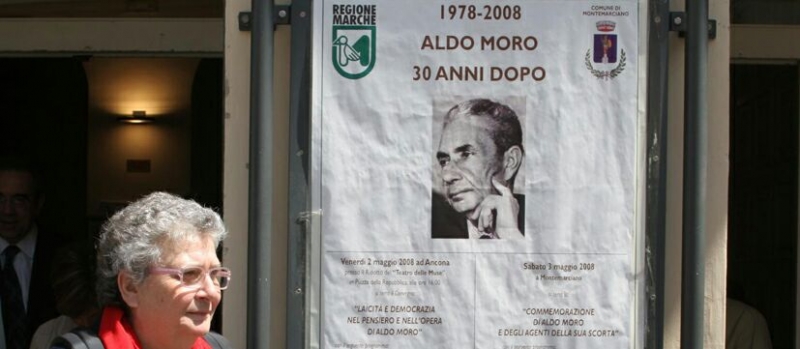 REGIONE
MARCHE
1978-2008
ALDO MORO
30 ANNI DOPO
COMUNE DI
MONTEMARCIANO
Venerdì 2 maggio 2008 ad Ancona
"Teatro delle Muse"
"LAICITÀ E DEMOCRAZIA
NEL PENSIERO E NELL'OPERA
DI ALDO MORO"
Sabato 3 maggio 2008
a Montemarciano
"COMMEMORAZIONE
DI ALDO MORO
E DEGLI AGENTI DELLA SUA SCORTA"